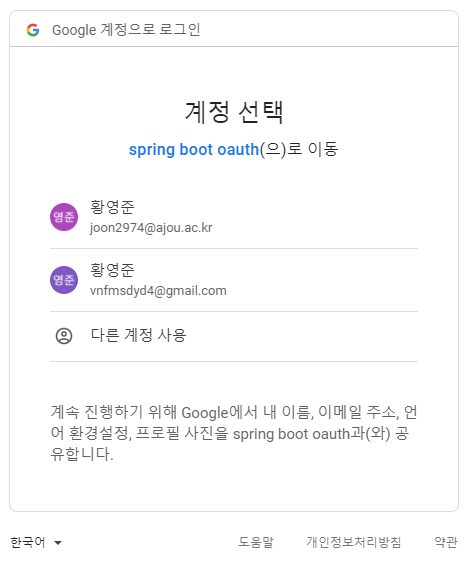 Google 계정으로 로그인
계정 선택
spring boot oauth(으)로 이동
영준
황영준
joon2974@ajou.ac.kr
영준
황영준
vnfmsdyd4@gmail.com
다른 계정 사용
계속 진행하기 위해 Google에서 내 이름, 이메일 주소, 언
어 환경설정, 프로필 사진을 spring boot oauth과(와) 공
유합니다.
한국어 도움말 개인정보처리방침 약관